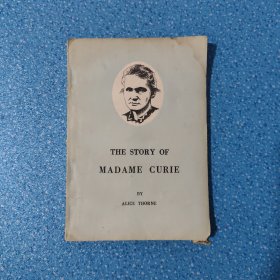 THE STORY OF
MADAME CURIE
BY
ALICE THORNE